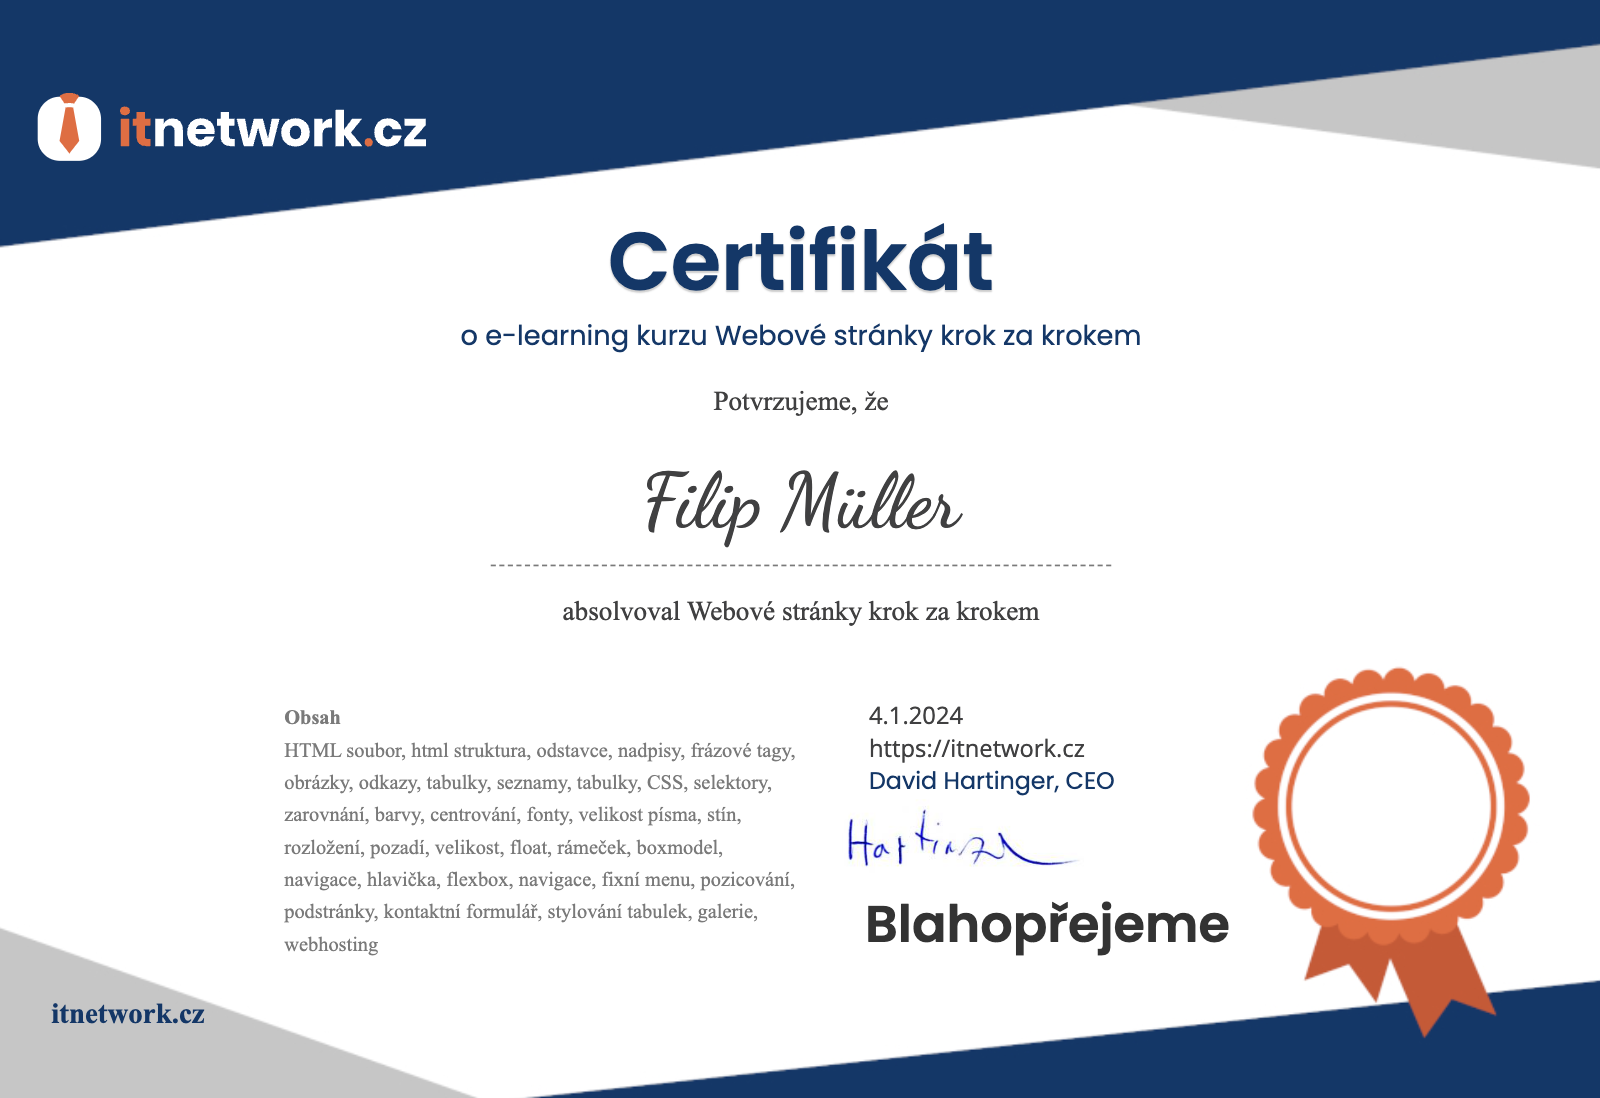 itnetwork.cz
Certifikát
o e-learning kurzu Webové stránky krok za krokem
Potvrzujeme, že
Filip Müller
absolvoval Webové stránky krok za krokem
Obsah
HTML soubor, html struktura, odstavce, nadpisy, frázové tagy,
obrázky, odkazy, tabulky, seznamy, tabulky, CSS, selektory,
zarovnání, barvy, centrování, fonty, velikost písma, stín,
rozložení, pozadí, velikost, float, rámeček, boxmodel,
navigace, hlavička, flexbox, navigace, fixní menu, pozicování,
podstránky, kontaktní formulář, stylování tabulek, galerie,
webhosting
4.1.2024
https://itnetwork.cz
David Hartinger, CEO
Blahopřejeme
itnetwork.cz